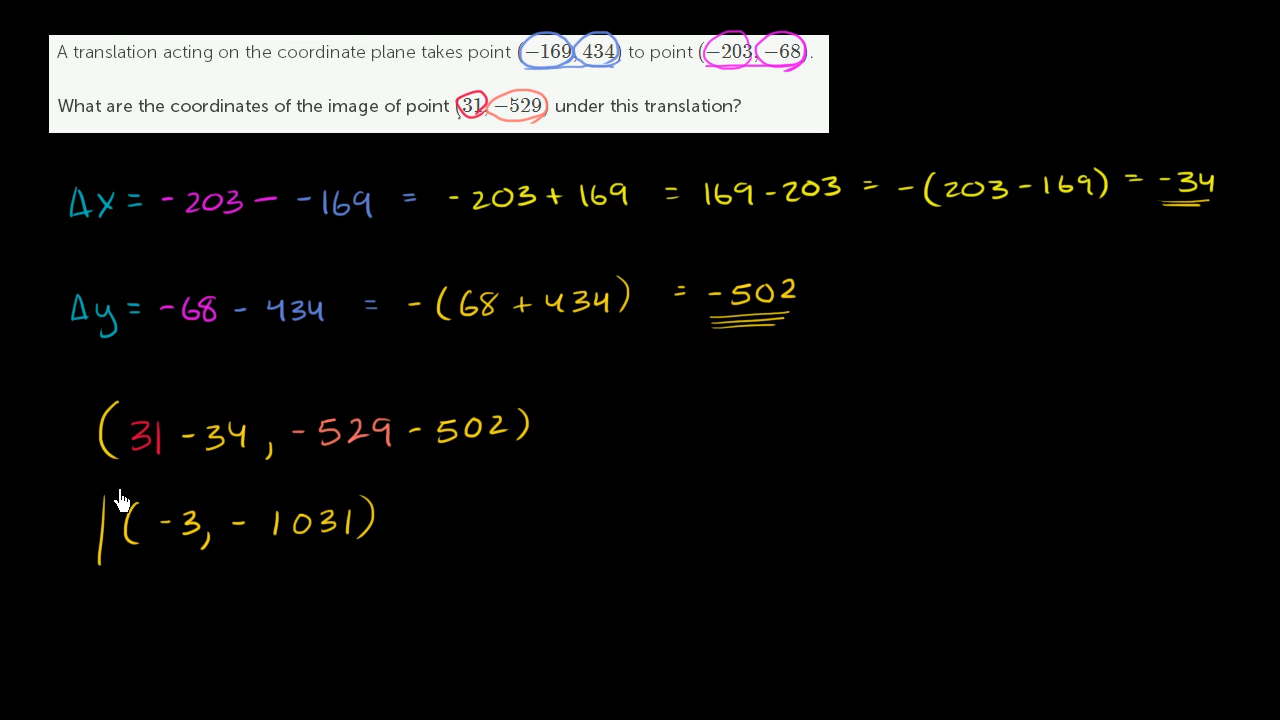 A translation acting on the coordinate plane takes point (−169, 434) to point (−203, −68).
What are the coordinates of the image of point (31, −529) under this translation?
Δx = -203 - -169 = -203 + 169 = 169 - 203 = -(203 - 169) = -34
Δy = -68 - 434 = -(68 + 434) = -502
(31 - 34, -529 - 502)
(-3, -1031)